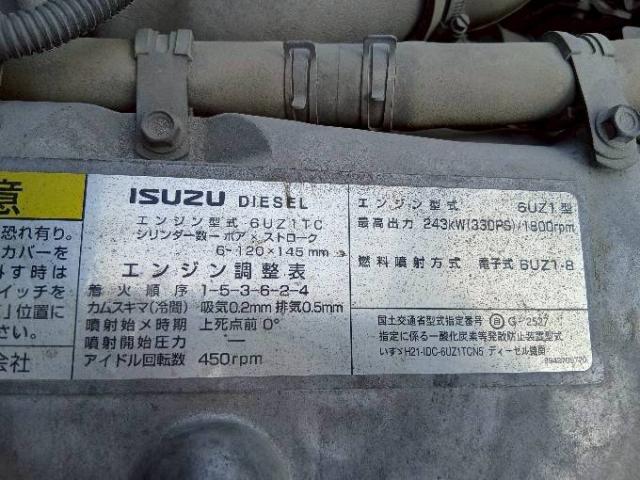 意
恐れ有り。
カバーを
外す時は
イッチを
」位置に
さい。
会社
ISUZU DIESEL
エンジン型式 6UZ1TC
シリンダー数-ボア×ストローク
6-120×145mm
エンジン調整表
着火順序 1-5-3-6-2-4
カムスキマ(冷間) 吸気0.2mm 排気0.5mm
噴射始メ時期 上死点前0°
噴射開始圧力 —
アイドル回転数 450rpm
エンジン型式 6UZ1型
最高出力 243kW(330PS)/1800rpm
燃料噴射方式 電子式 6UZ1-8
国土交通省型式指定番号 自 G-2527
指定に係る一酸化炭素等発散防止装置型式
いすゞH21-IDC-6UZ1TCN5 ディーゼル機関